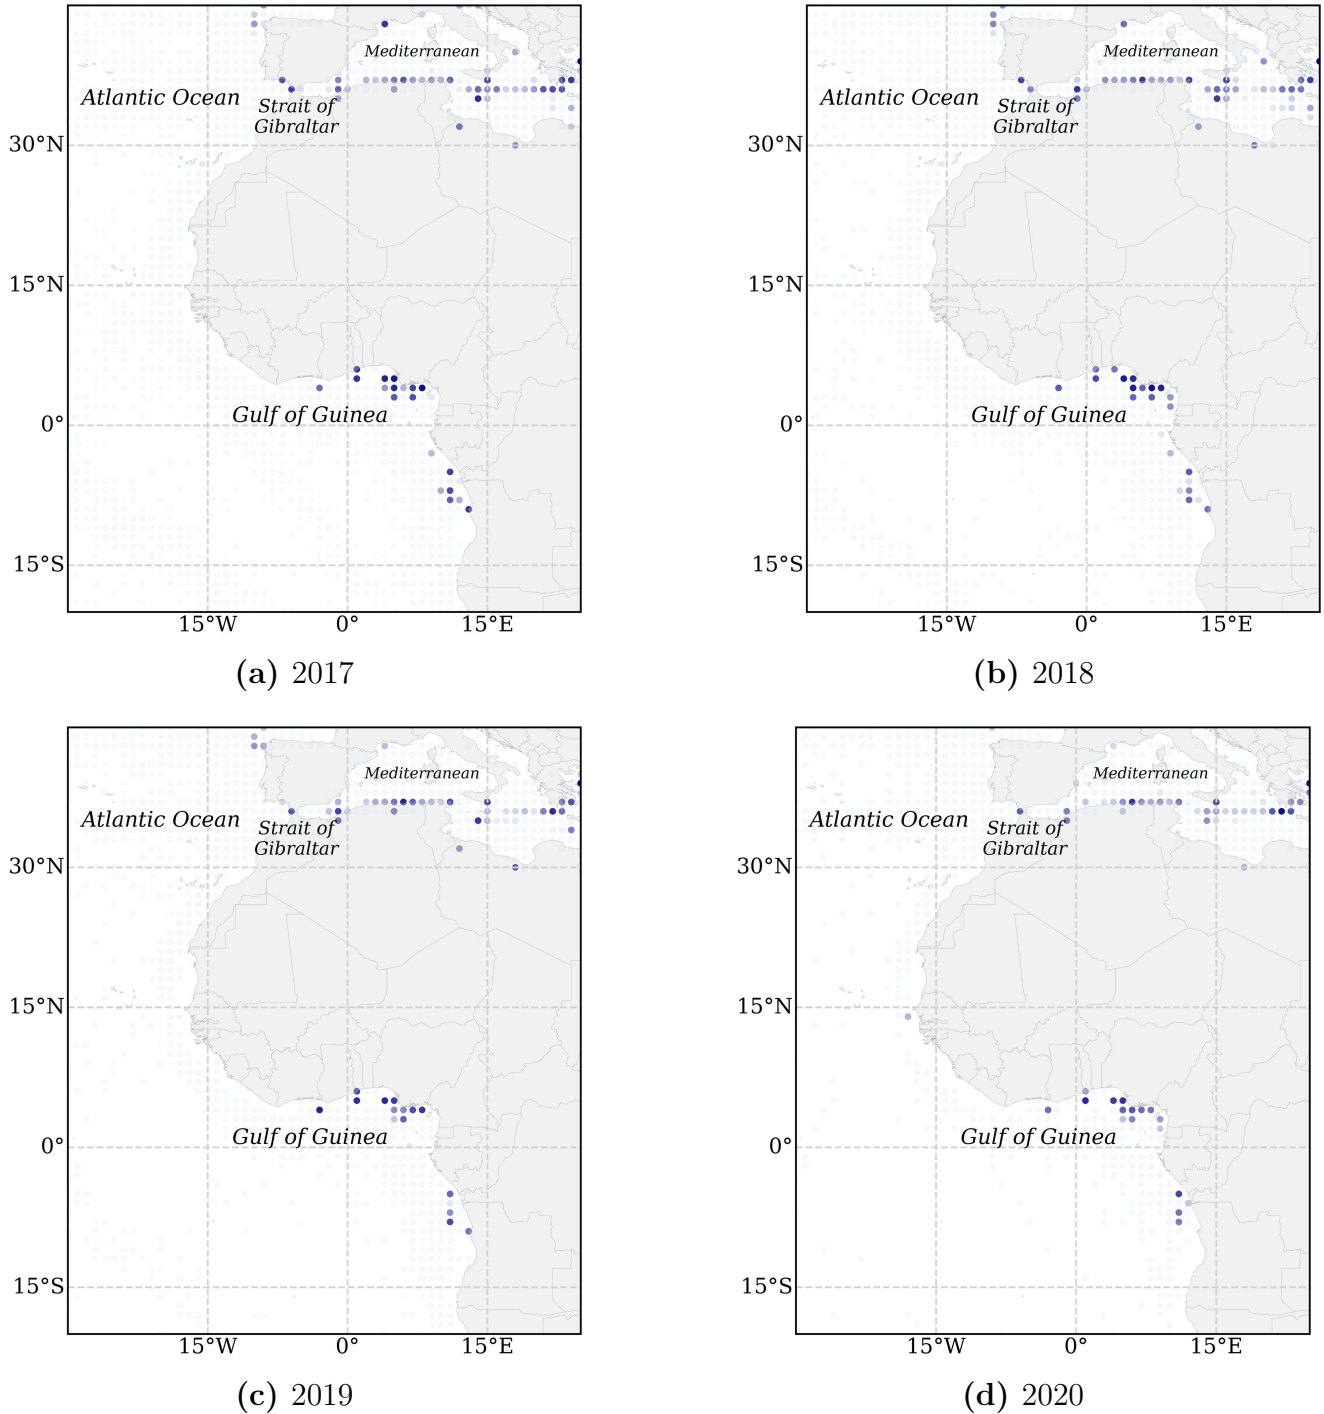 Mediterranean
Atlantic Ocean
Strait of
Gibraltar
30°N
15°N
0°
Gulf of Guinea
15°S
15°W 0° 15°E
(a) 2017
Mediterranean
Atlantic Ocean
Strait of
Gibraltar
30°N
15°N
0°
Gulf of Guinea
15°S
15°W 0° 15°E
(b) 2018
Mediterranean
Atlantic Ocean
Strait of
Gibraltar
30°N
15°N
0°
Gulf of Guinea
15°S
15°W 0° 15°E
(c) 2019
Mediterranean
Atlantic Ocean
Strait of
Gibraltar
30°N
15°N
0°
Gulf of Guinea
15°S
15°W 0° 15°E
(d) 2020